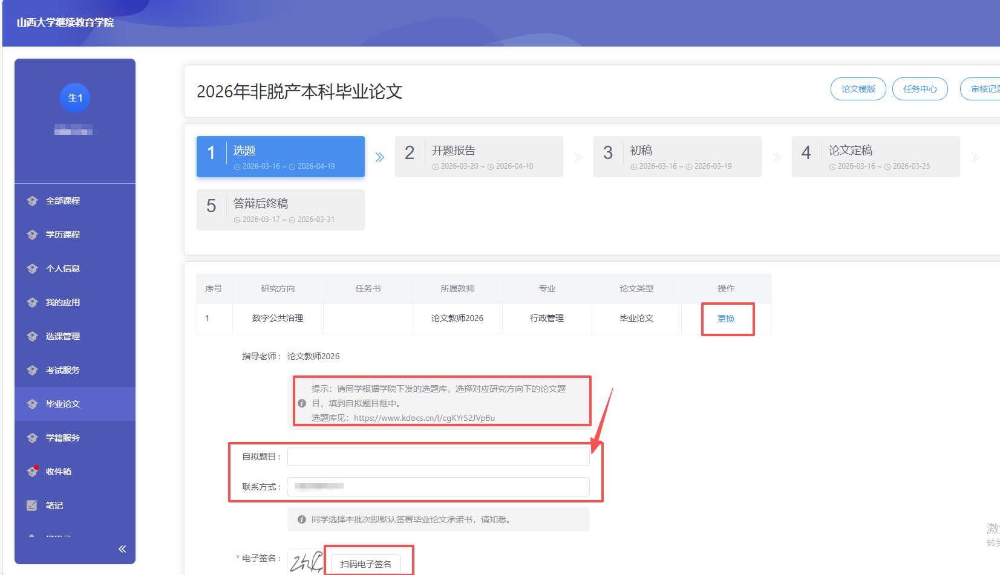 山西大学继续教育学院
生1
全部课程
学历课程
个人信息
我的应用
选课管理
考试服务
毕业论文
学籍服务
收件箱
笔记
2026年非脱产本科毕业论文
论文模版 任务中心 审核记
1 选题
2026-03-16 ~ 2026-04-19
2 开题报告
2026-03-20 ~ 2026-04-10
3 初稿
2026-03-16 ~ 2026-03-19
4 论文定稿
2026-03-16 ~ 2026-03-25
5 答辩后终稿
2026-03-17 ~ 2026-03-31
序号 研究方向 任务书 所属教师 专业 论文类型 操作
1 数字公共治理 论文教师2026 行政管理 毕业论文 更换
指导老师： 论文教师2026
提示：请同学根据学院下发的选题库，选择对应研究方向下的论文题
目，填到自拟题目框中。
选题库见：https://www.kdocs.cn/l/cgKYrS2JVpBu
自拟题目：
联系方式：
同学选择本批次即默认签署毕业论文承诺书，请知悉。
* 电子签名： 扫码电子签名
激
转到